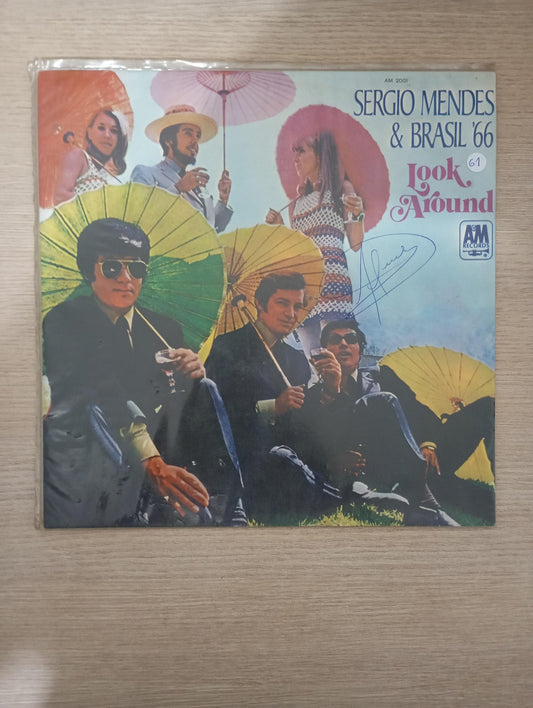 AM 2001
SERGIO MENDES
& BRASIL '66
Look
Around
61
A&M
RECORDS